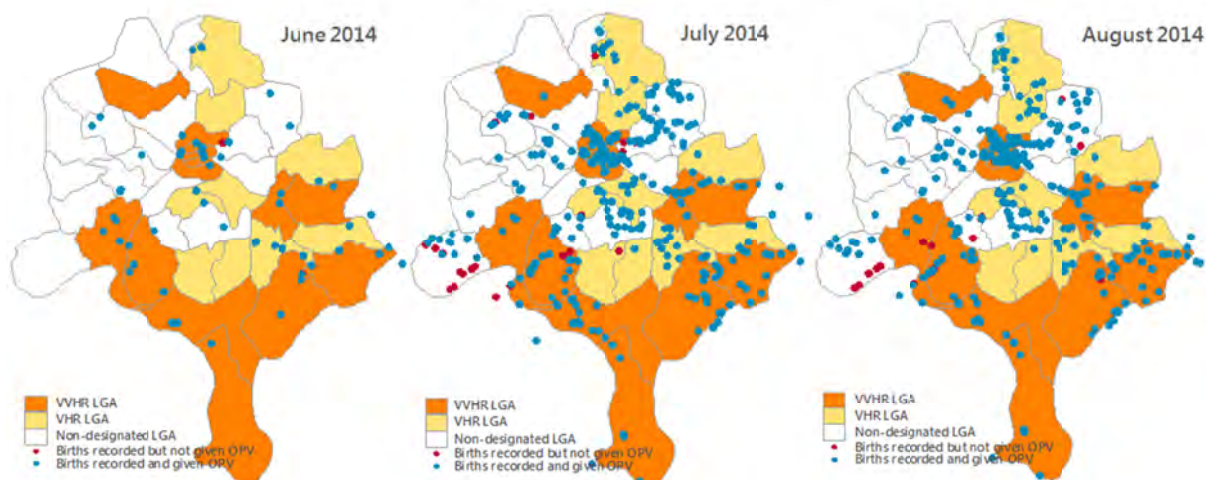 June 2014
VVHR LGA
VHR LGA
Non-designated LGA
Births recorded but not given OPV
Births recorded and given OPV
July 2014
VVHR LGA
VHR LGA
Non-designated LGA
Births recorded but not given OPV
Births recorded and given OPV
August 2014
VVHR LGA
VHR LGA
Non-designated LGA
Births recorded but not given OPV
Births recorded and given OPV